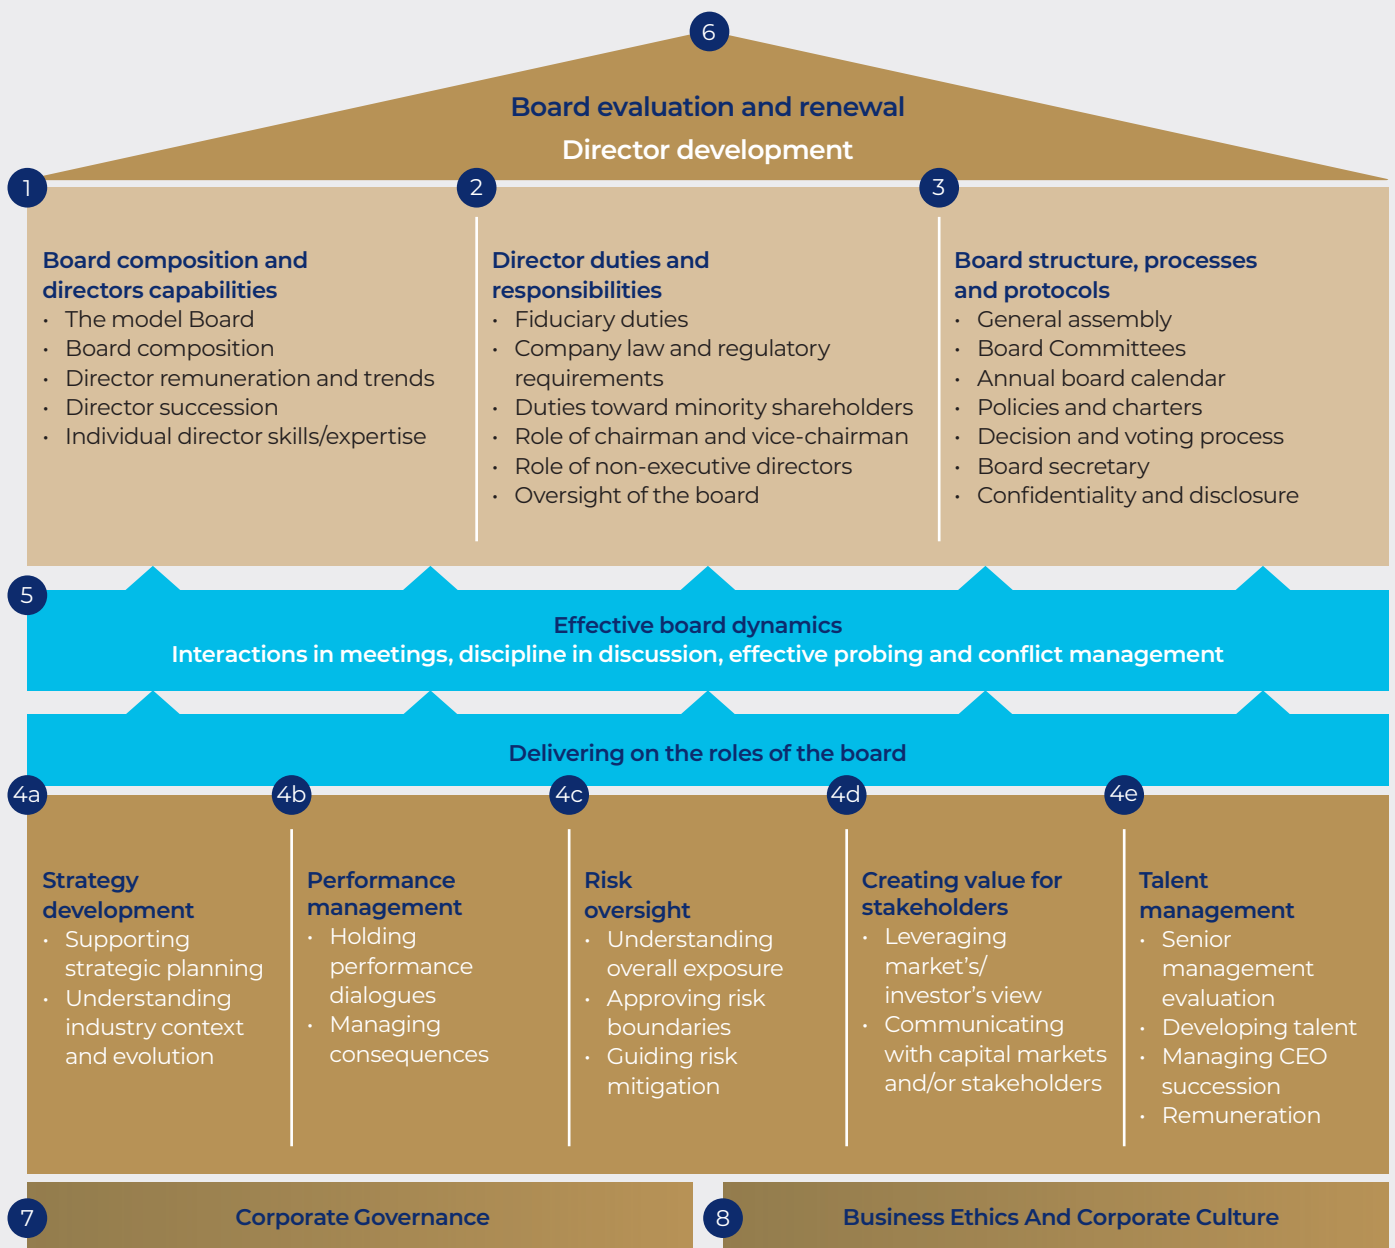 6
Board evaluation and renewal
Director development
1
Board composition and
directors capabilities
· The model Board
· Board composition
· Director remuneration and trends
· Director succession
· Individual director skills/expertise
2
Director duties and
responsibilities
· Fiduciary duties
· Company law and regulatory
requirements
· Duties toward minority shareholders
· Role of chairman and vice-chairman
· Role of non-executive directors
· Oversight of the board
3
Board structure, processes
and protocols
· General assembly
· Board Committees
· Annual board calendar
· Policies and charters
· Decision and voting process
· Board secretary
· Confidentiality and disclosure
5
Effective board dynamics
Interactions in meetings, discipline in discussion, effective probing and conflict management
Delivering on the roles of the board
4a
Strategy
development
· Supporting
strategic planning
· Understanding
industry context
and evolution
4b
Performance
management
· Holding
performance
dialogues
· Managing
consequences
4c
Risk
oversight
· Understanding
overall exposure
· Approving risk
boundaries
· Guiding risk
mitigation
4d
Creating value for
stakeholders
· Leveraging
market’s/
investor’s view
· Communicating
with capital markets
and/or stakeholders
4e
Talent
management
· Senior
management
evaluation
· Developing talent
· Managing CEO
succession
· Remuneration
7
Corporate Governance
8
Business Ethics And Corporate Culture